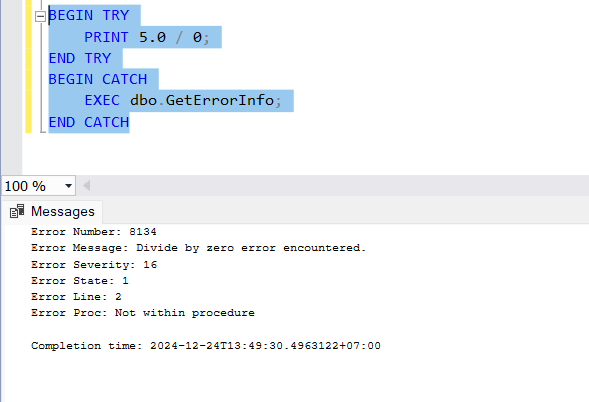 BEGIN TRY
PRINT 5.0 / 0;
END TRY
BEGIN CATCH
EXEC dbo.GetErrorInfo;
END CATCH
100 %
Messages
Error Number: 8134
Error Message: Divide by zero error encountered.
Error Severity: 16
Error State: 1
Error Line: 2
Error Proc: Not within procedure
Completion time: 2024-12-24T13:49:30.4963122+07:00